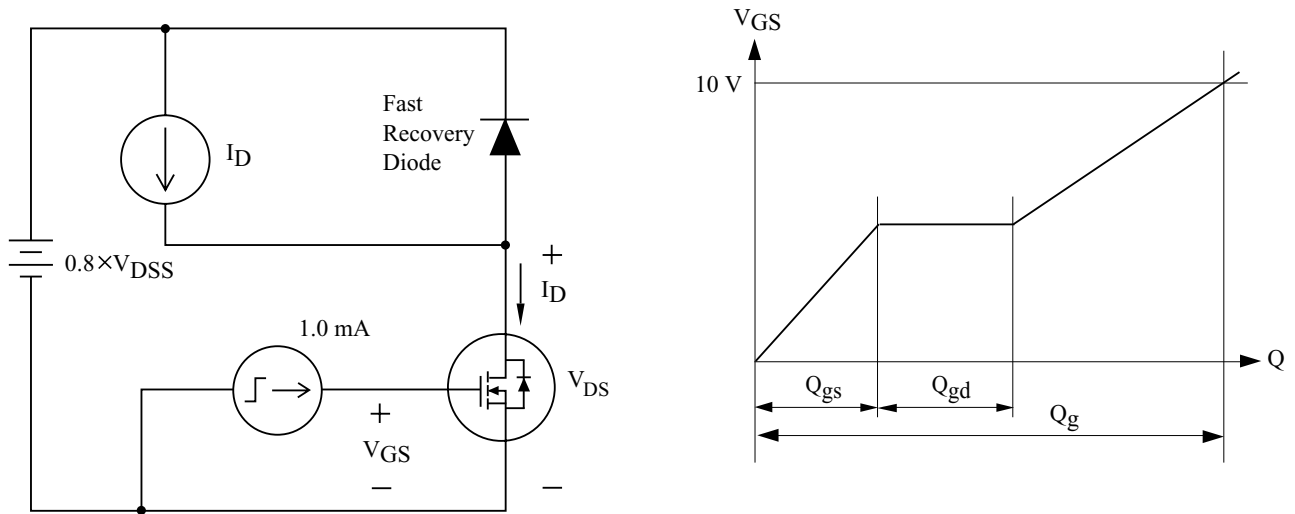 I_D
Fast
Recovery
Diode
0.8×V_DSS
+
I_D
1.0 mA
V_DS
+
V_GS
−
−
V_GS
10 V
Q
Q_gs
Q_gd
Q_g